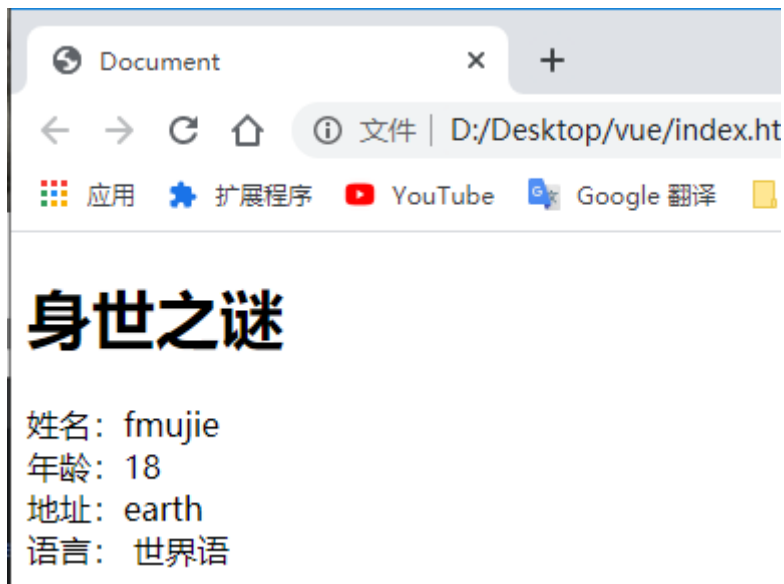 Document
文件 | D:/Desktop/vue/index.ht
应用 扩展程序 YouTube Google 翻译
身世之谜
姓名：fmujie
年龄：18
地址：earth
语言： 世界语